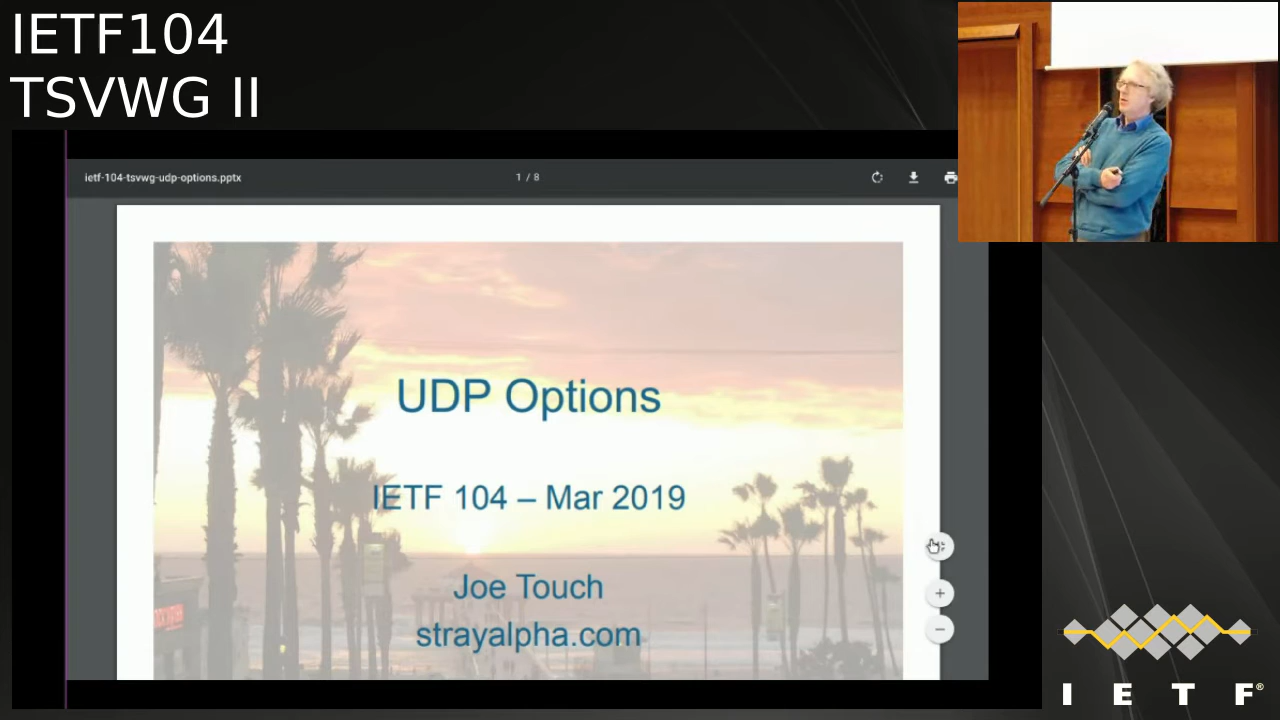 IETF104
TSVWG II
ietf-104-tsvwg-udp-options.pptx
1 / 8
UDP Options
IETF 104 – Mar 2019
Joe Touch
strayalpha.com
I E T F®